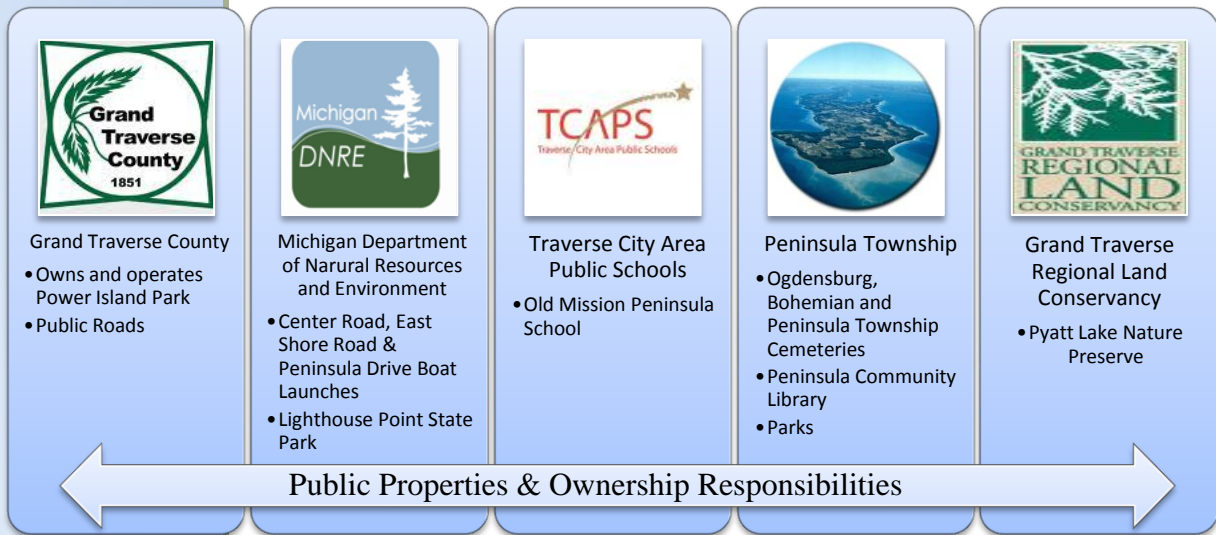 Grand
Traverse
County
1851
Grand Traverse County
•Owns and operates
Power Island Park
•Public Roads
Michigan
DNRE
Michigan Department
of Narural Resources
and Environment
•Center Road, East
Shore Road &
Peninsula Drive Boat
Launches
•Lighthouse Point State
Park
TCAPS
Traverse City Area Public Schools
Traverse City Area
Public Schools
•Old Mission Peninsula
School
Peninsula Township
•Ogdensburg,
Bohemian and
Peninsula Township
Cemeteries
•Peninsula Community
Library
•Parks
GRAND TRAVERSE
REGIONAL
LAND
CONSERVANCY
Grand Traverse
Regional Land
Conservancy
•Pyatt Lake Nature
Preserve
Public Properties & Ownership Responsibilities